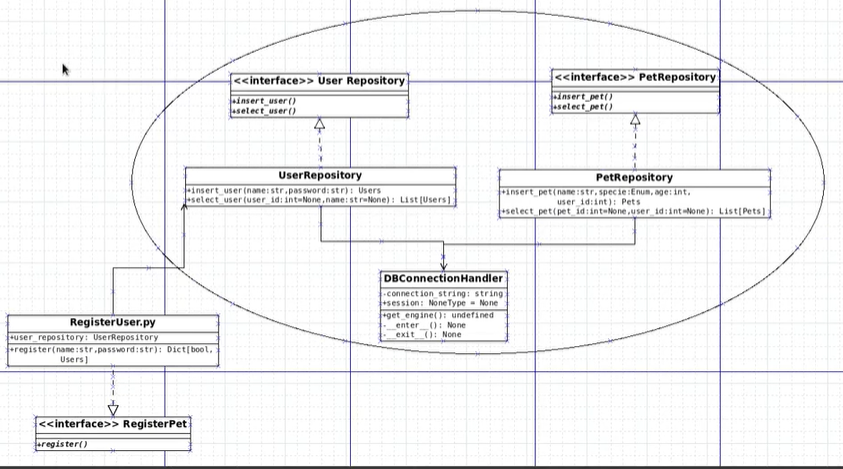 <<interface>> User Repository
+insert_user()
+select_user()
<<interface>> PetRepository
+insert_pet()
+select_pet()
UserRepository
+insert_user(name:str,password:str): Users
+select_user(user_id:int=None,name:str=None): List[Users]
PetRepository
+insert_pet(name:str,specie:Enum,age:int,
user_id:int): Pets
+select_pet(pet_id:int=None,user_id:int=None): List[Pets]
DBConnectionHandler
-connection_string: string
+session: NoneType = None
+get_engine(): undefined
-__enter__(): None
-__exit__(): None
RegisterUser.py
+user_repository: UserRepository
+register(name:str,password:str): Dict[bool,
Users]
<<interface>> RegisterPet
+register()